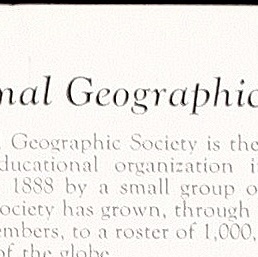 nal Geographic
Geographic Society is the
ducational organization i
1888 by a small group o
ociety has grown, through
embers, to a roster of 1,000,
of the globe